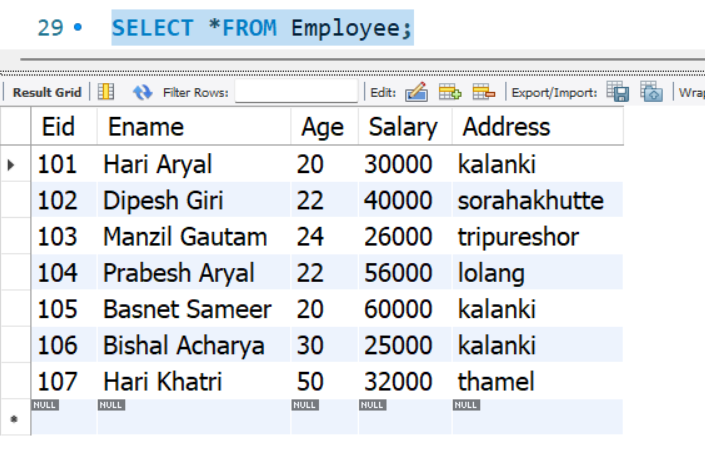 29 SELECT *FROM Employee;
Result Grid Filter Rows: Edit: Export/Import: Wrap
Eid Ename Age Salary Address
101 Hari Aryal 20 30000 kalanki
102 Dipesh Giri 22 40000 sorahakhutte
103 Manzil Gautam 24 26000 tripureshor
104 Prabesh Aryal 22 56000 lolang
105 Basnet Sameer 20 60000 kalanki
106 Bishal Acharya 30 25000 kalanki
107 Hari Khatri 50 32000 thamel
NULL NULL NULL NULL NULL